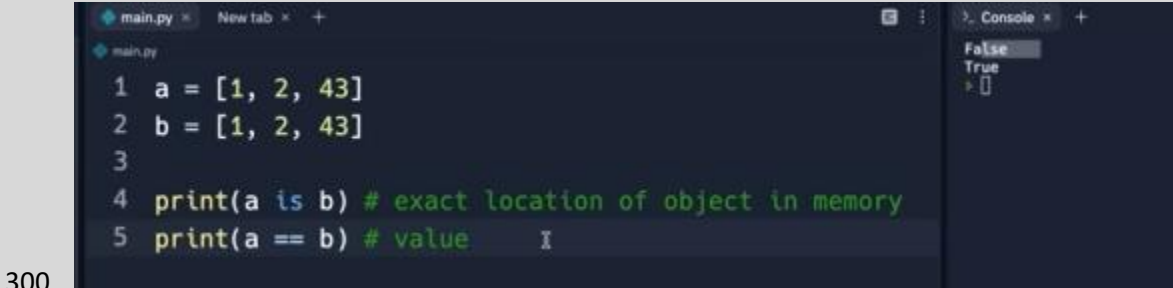 main.py × New tab × +
main.py
1 a = [1, 2, 43]
2 b = [1, 2, 43]
3
4 print(a is b) # exact location of object in memory
5 print(a == b) # value
>_ Console × +
False
True
300